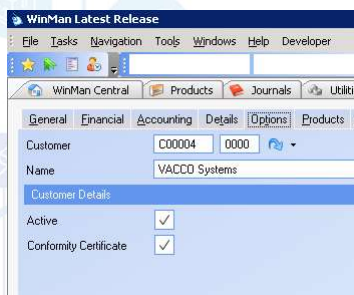 WinMan Latest Release
File Tasks Navigation Tools Windows Help Developer
WinMan Central Products Journals Utiliti
General Financial Accounting Details Options Products
Customer C00004 0000
Name VACCO Systems
Customer Details
Active
Conformity Certificate